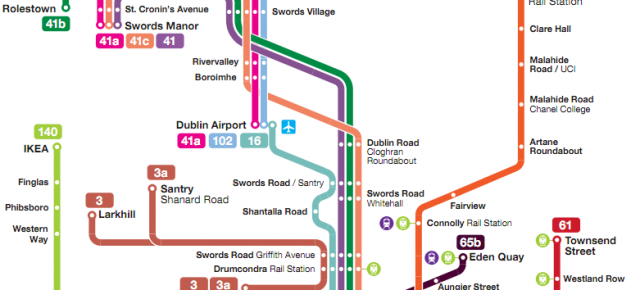 Rolestown
41b
St. Cronin's Avenue
Swords Manor
41a 41c 41
Swords Village
Rail Station
Clare Hall
Malahide
Road / UCI
Malahide Road
Chanel College
Artane
Roundabout
Rivervalley
Boroimhe
Dublin Airport
41a 102 16
140
IKEA
Finglas
Phibsboro
Western
Way
3a
Santry
Shanard Road
3
Larkhill
Dublin Road
Cloghran
Roundabout
Swords Road / Santry
Swords Road
Whitehall
Shantalla Road
Fairview
Connolly Rail Station
65b
Eden Quay
Aungier Street
61
Townsend
Street
Westland Row
Swords Road Griffith Avenue
Drumcondra Rail Station
3 3a